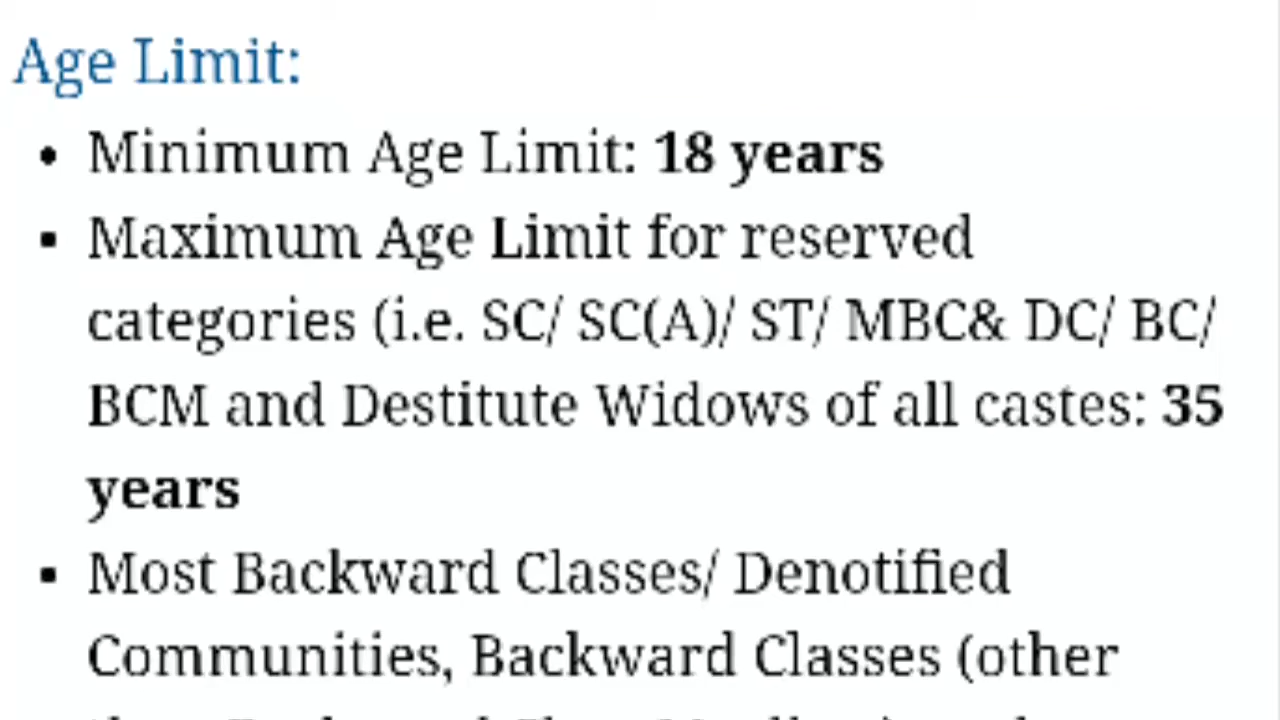 Age Limit:
• Minimum Age Limit: 18 years
▪ Maximum Age Limit for reserved
categories (i.e. SC/ SC(A)/ ST/ MBC& DC/ BC/
BCM and Destitute Widows of all castes: 35
years
▪ Most Backward Classes/ Denotified
Communities, Backward Classes (other